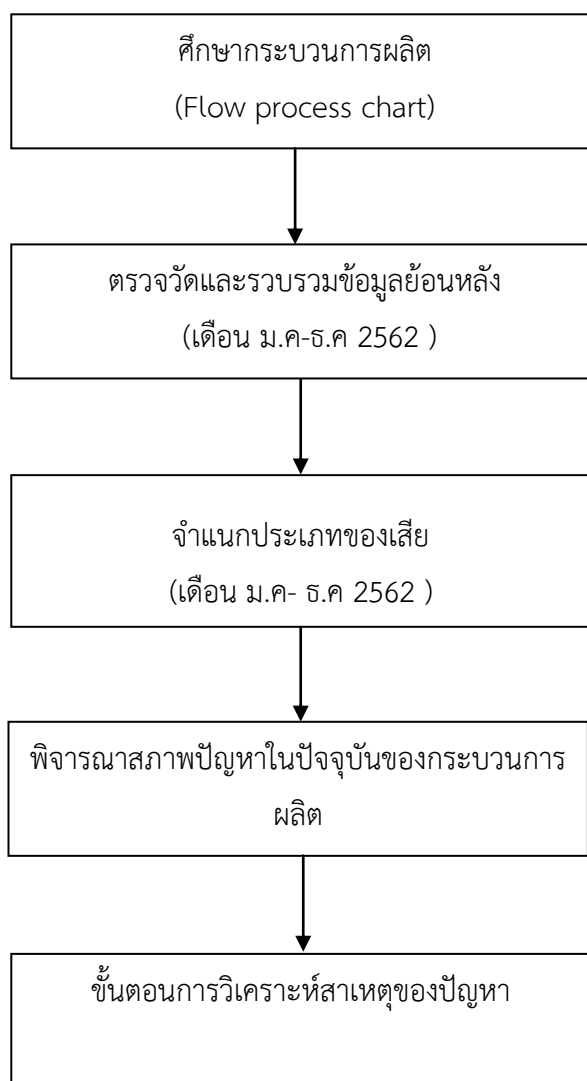 ศึกษากระบวนการผลิต
(Flow process chart)
ตรวจวัดและรวบรวมข้อมูลย้อนหลัง
(เดือน ม.ค-ธ.ค 2562 )
จำแนกประเภทของเสีย
(เดือน ม.ค- ธ.ค 2562 )
พิจารณาสภาพปัญหาในปัจจุบันของกระบวนการ
ผลิต
ขั้นตอนการวิเคราะห์สาเหตุของปัญหา